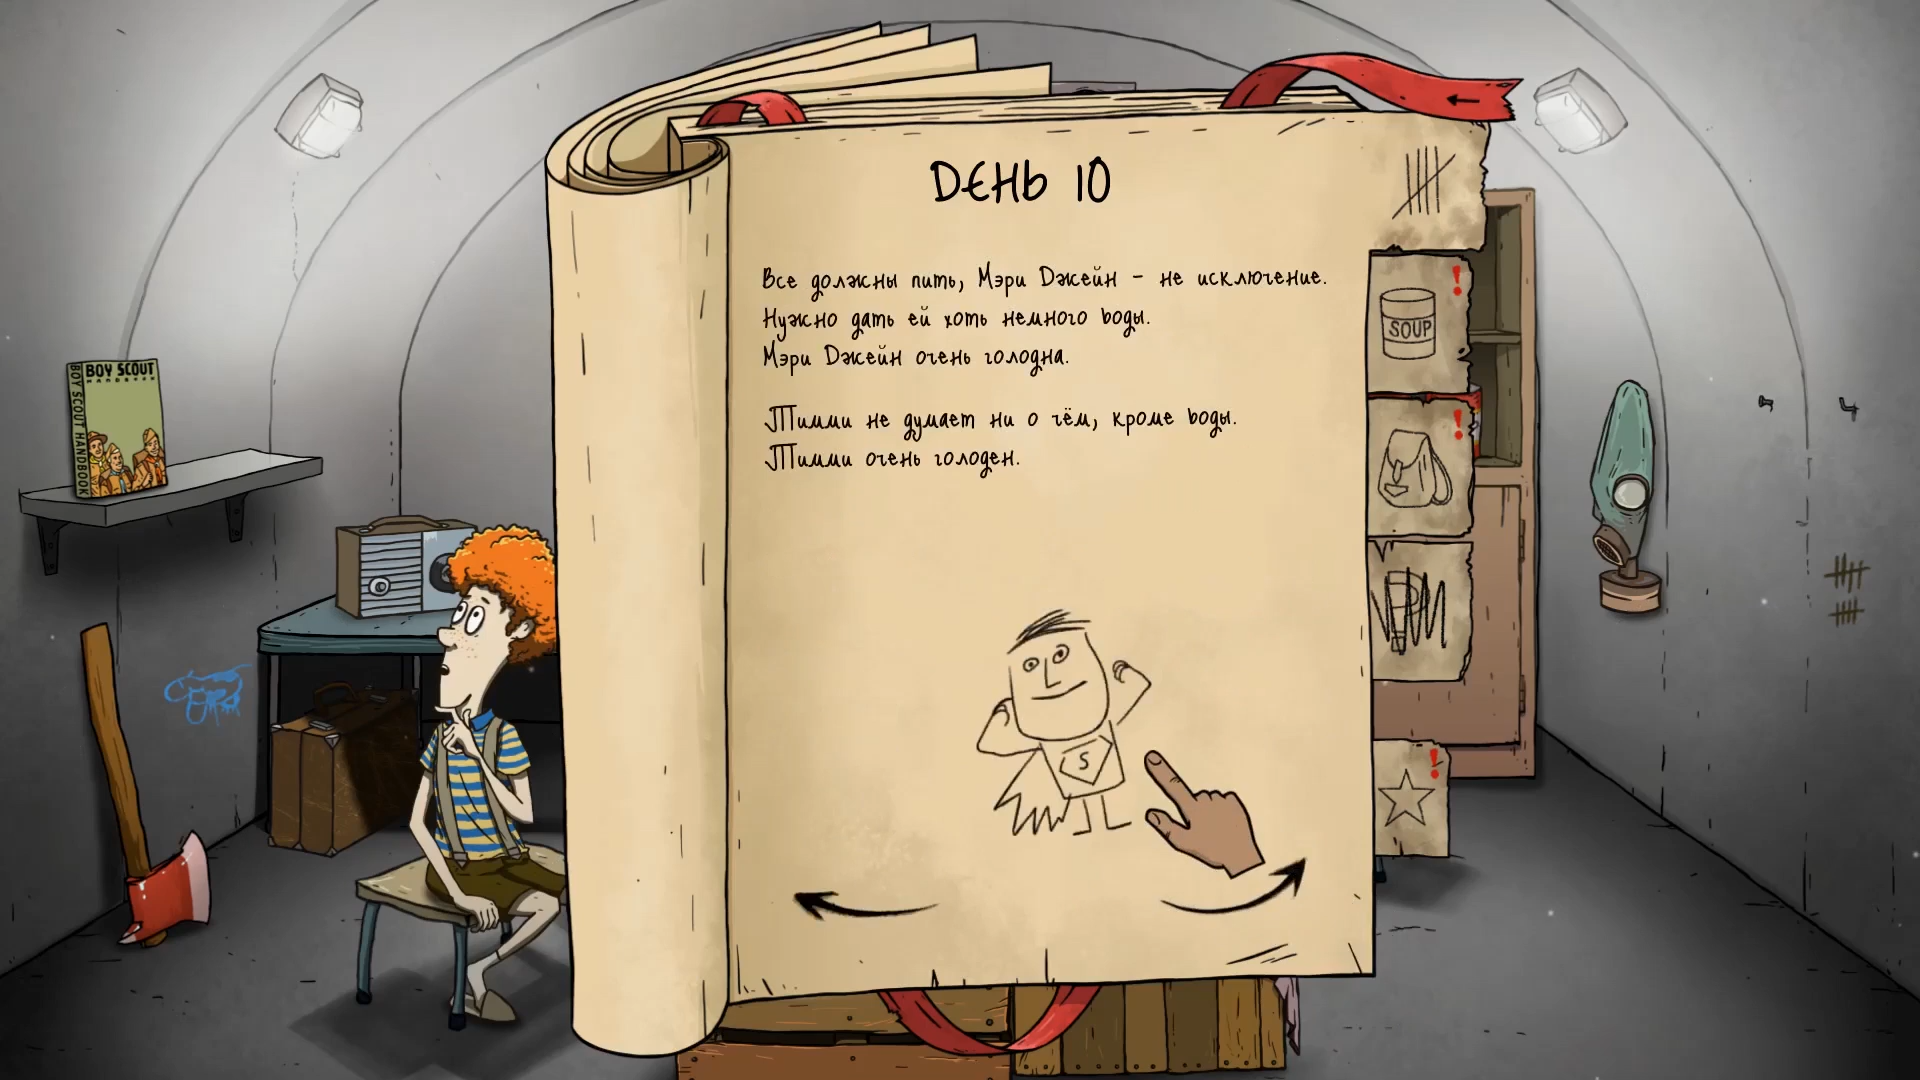 ДЕНЬ 10
Все должны пить, Мэри Джейн - не исключение.
Нужно дать ей хоть немного воды.
Мэри Джейн очень голодна.
Тимми не думает ни о чём, кроме воды.
Тимми очень голоден.
S
SOUP
!
!
!
BOY SCOUT
HANDBOOK
BOY SCOUT HANDBOOK